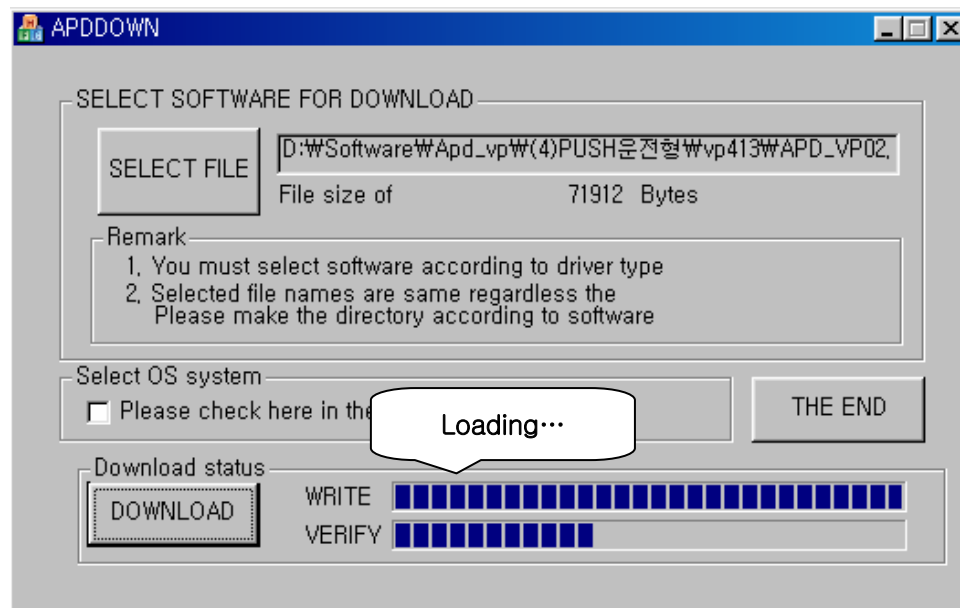 APDDOWN
SELECT SOFTWARE FOR DOWNLOAD
SELECT FILE
D:₩Software₩Apd_vp₩(4)PUSH운전형₩vp413₩APD_VP02,
File size of 71912 Bytes
Remark
1, You must select software according to driver type
2, Selected file names are same regardless the
Please make the directory according to software
Select OS system
Please check here in the
Loading…
THE END
Download status
DOWNLOAD
WRITE
VERIFY